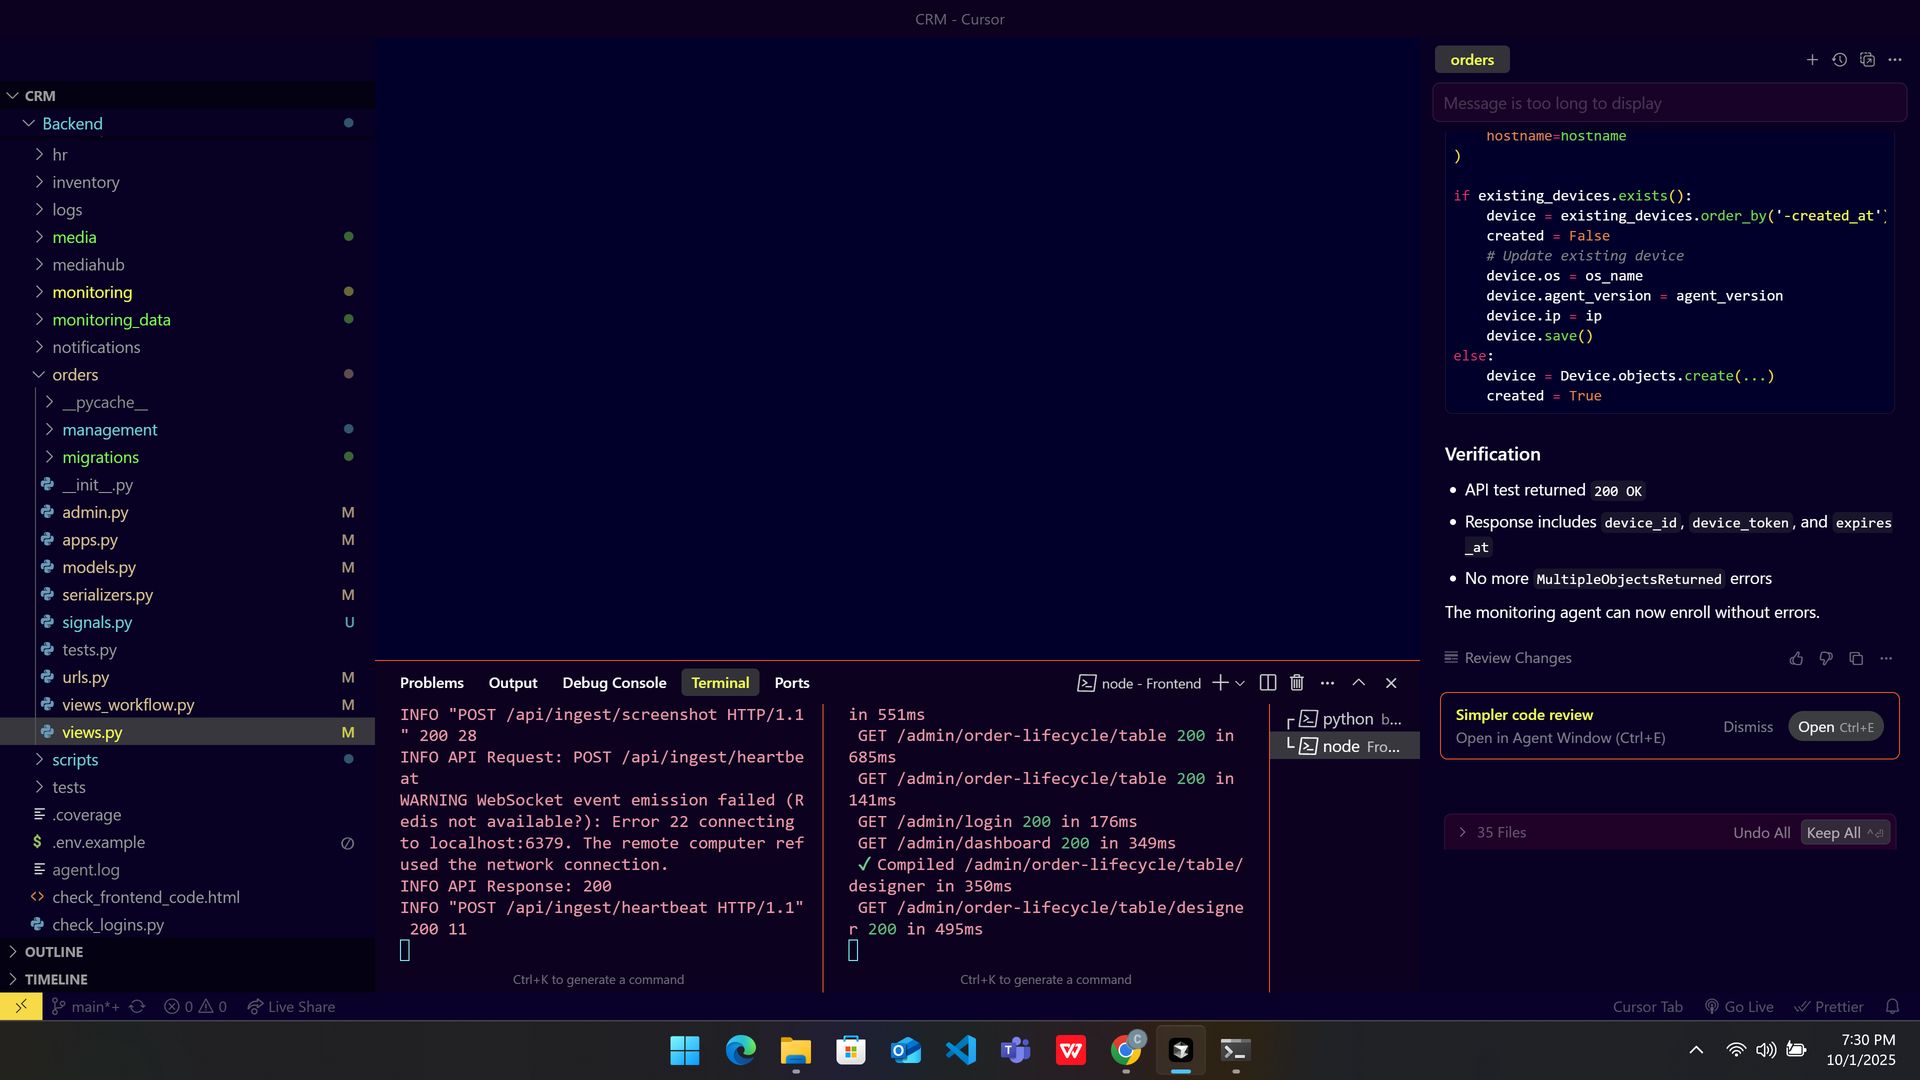 CRM - Cursor
CRM
Backend
hr
inventory
logs
media
mediahub
monitoring
monitoring_data
notifications
orders
__pycache__
management
migrations
__init__.py
admin.py M
apps.py M
models.py M
serializers.py M
signals.py U
tests.py
urls.py M
views_workflow.py M
views.py M
scripts
tests
.coverage
$ .env.example
agent.log
<> check_frontend_code.html
check_logins.py
OUTLINE
TIMELINE
Problems Output Debug Console Terminal Ports
node - Frontend
INFO "POST /api/ingest/screenshot HTTP/1.1
" 200 28
INFO API Request: POST /api/ingest/heartbe
at
WARNING WebSocket event emission failed (R
edis not available?): Error 22 connecting
to localhost:6379. The remote computer ref
used the network connection.
INFO API Response: 200
INFO "POST /api/ingest/heartbeat HTTP/1.1"
200 11
Ctrl+K to generate a command
in 551ms
GET /admin/order-lifecycle/table 200 in
685ms
GET /admin/order-lifecycle/table 200 in
141ms
GET /admin/login 200 in 176ms
GET /admin/dashboard 200 in 349ms
✓ Compiled /admin/order-lifecycle/table/
designer in 350ms
GET /admin/order-lifecycle/table/designe
r 200 in 495ms
Ctrl+K to generate a command
python b...
node Fro...
orders
Message is too long to display
hostname=hostname
)
if existing_devices.exists():
device = existing_devices.order_by('-created_at')
created = False
# Update existing device
device.os = os_name
device.agent_version = agent_version
device.ip = ip
device.save()
else:
device = Device.objects.create(...)
created = True
Verification
• API test returned 200 OK
• Response includes device_id, device_token, and expires
_at
• No more MultipleObjectsReturned errors
The monitoring agent can now enroll without errors.
Review Changes
Simpler code review
Open in Agent Window (Ctrl+E)
Dismiss
Open Ctrl+E
35 Files Undo All Keep All
main*+ 0 0 Live Share
Cursor Tab Go Live Prettier
C
7:30 PM
10/1/2025